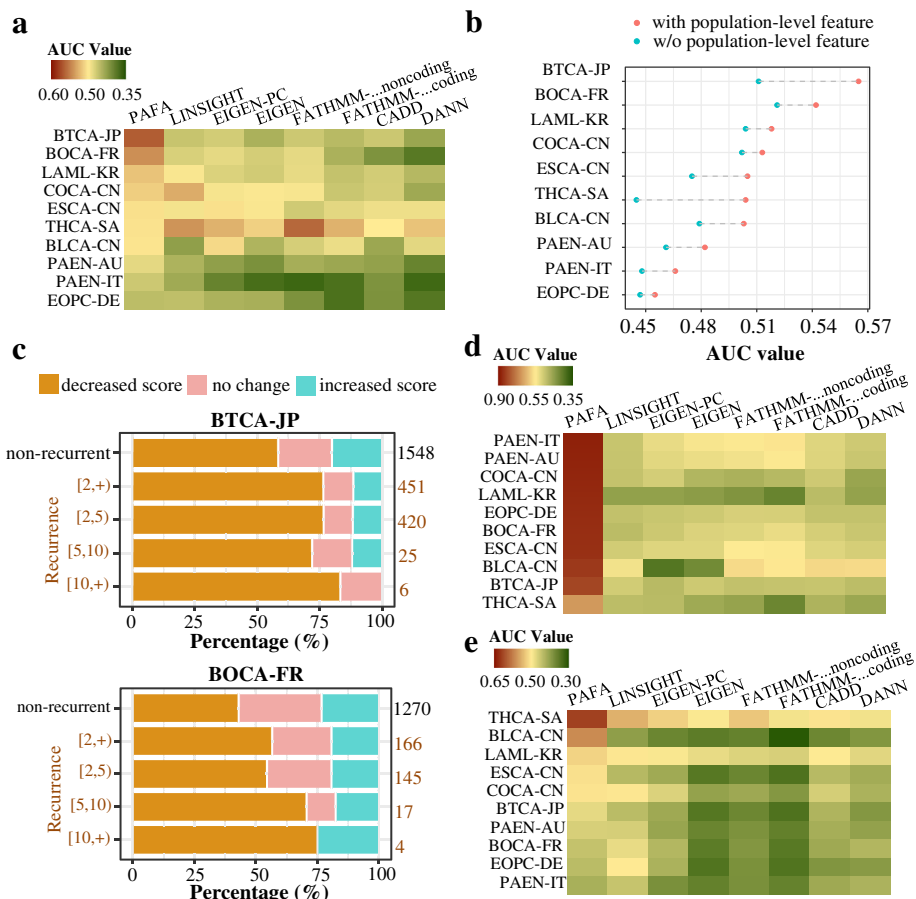 a
AUC Value
0.60 0.50 0.35
PAFA
LINSIGHT
EIGEN-PC
EIGEN
FATHMM-...noncoding
FATHMM-...coding
CADD
DANN
BTCA-JP
BOCA-FR
LAML-KR
COCA-CN
ESCA-CN
THCA-SA
BLCA-CN
PAEN-AU
PAEN-IT
EOPC-DE
b
with population-level feature
w/o population-level feature
BTCA-JP
BOCA-FR
LAML-KR
COCA-CN
ESCA-CN
THCA-SA
BLCA-CN
PAEN-AU
PAEN-IT
EOPC-DE
0.45 0.48 0.51 0.54 0.57
AUC value
c
decreased score no change increased score
BTCA-JP
non-recurrent 1548
[2,+) 451
[2,5) 420
[5,10) 25
[10,+) 6
Recurrence
0 25 50 75 100
Percentage (%)
BOCA-FR
non-recurrent 1270
[2,+) 166
[2,5) 145
[5,10) 17
[10,+) 4
Recurrence
0 25 50 75 100
Percentage (%)
d
AUC Value
0.90 0.55 0.35
PAFA
LINSIGHT
EIGEN-PC
EIGEN
FATHMM-...noncoding
FATHMM-...coding
CADD
DANN
PAEN-IT
PAEN-AU
COCA-CN
LAML-KR
EOPC-DE
BOCA-FR
ESCA-CN
BLCA-CN
BTCA-JP
THCA-SA
e
AUC Value
0.65 0.50 0.30
PAFA
LINSIGHT
EIGEN-PC
EIGEN
FATHMM-...noncoding
FATHMM-...coding
CADD
DANN
THCA-SA
BLCA-CN
LAML-KR
ESCA-CN
COCA-CN
BTCA-JP
PAEN-AU
BOCA-FR
EOPC-DE
PAEN-IT